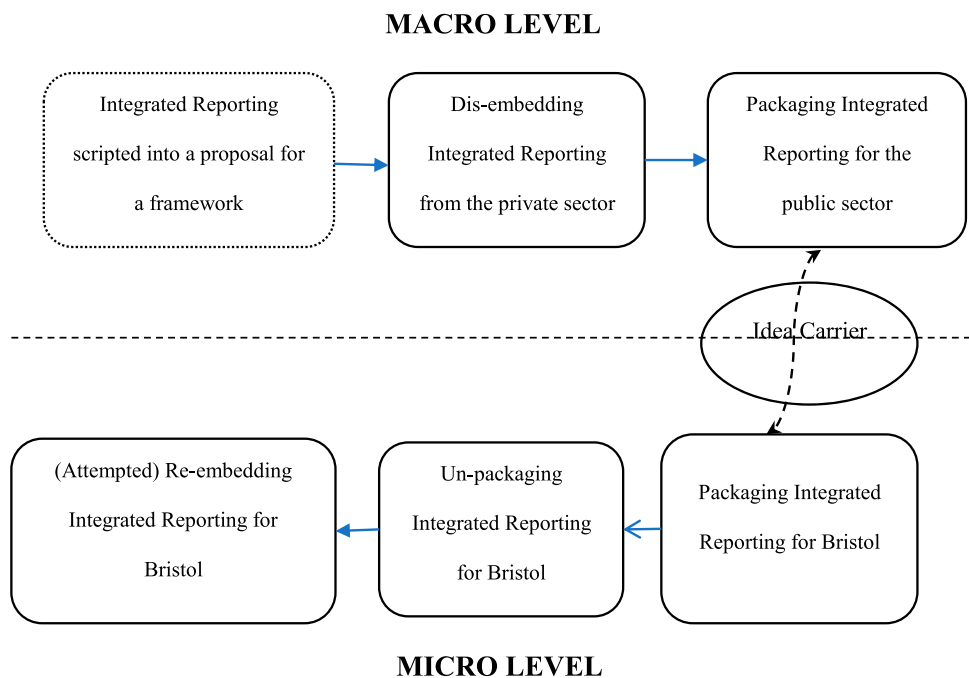 MACRO LEVEL
Integrated Reporting
scripted into a proposal for
a framework
Dis-embedding
Integrated Reporting
from the private sector
Packaging Integrated
Reporting for the
public sector
Idea Carrier
(Attempted) Re-embedding
Integrated Reporting for
Bristol
Un-packaging
Integrated Reporting
for Bristol
Packaging Integrated
Reporting for Bristol
MICRO LEVEL